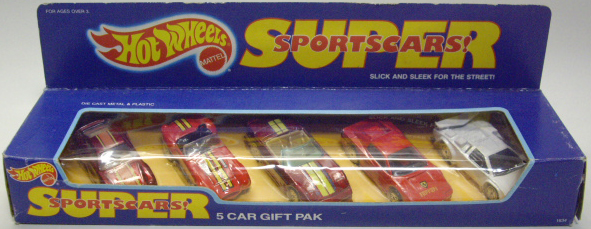 FOR AGES OVER 3
Hot Wheels
MATTEL
SUPER
SPORTSCARS!
SLICK AND SLEEK FOR THE STREET!
DIE CAST METAL & PLASTIC
Hot Wheels
SUPER
SPORTSCARS!
5 CAR GIFT PAK